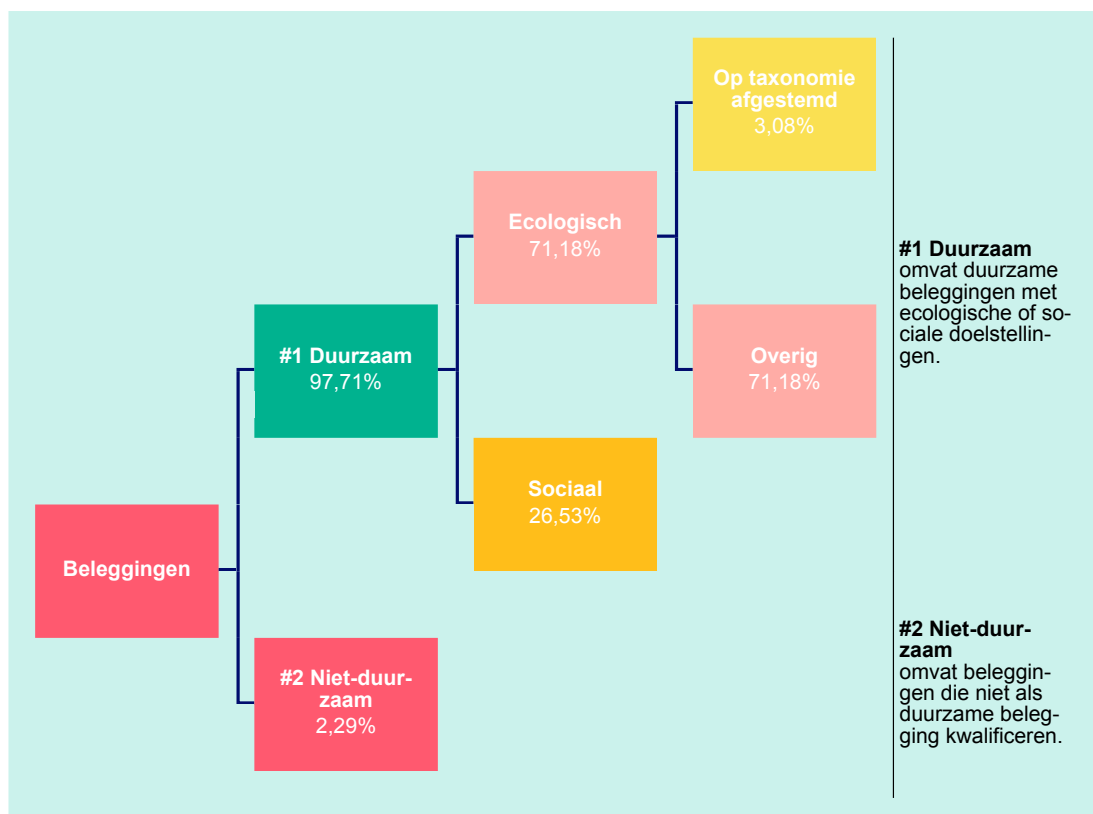 Op taxonomie
afgestemd
3,08%
Ecologisch
71,18%
#1 Duurzaam
97,71%
Overig
71,18%
Sociaal
26,53%
Beleggingen
#2 Niet-duur-
zaam
2,29%
#1 Duurzaam
omvat duurzame
beleggingen met
ecologische of so-
ciale doelstellin-
gen.
#2 Niet-duur-
zaam
omvat beleggin-
gen die niet als
duurzame beleg-
ging kwalificeren.